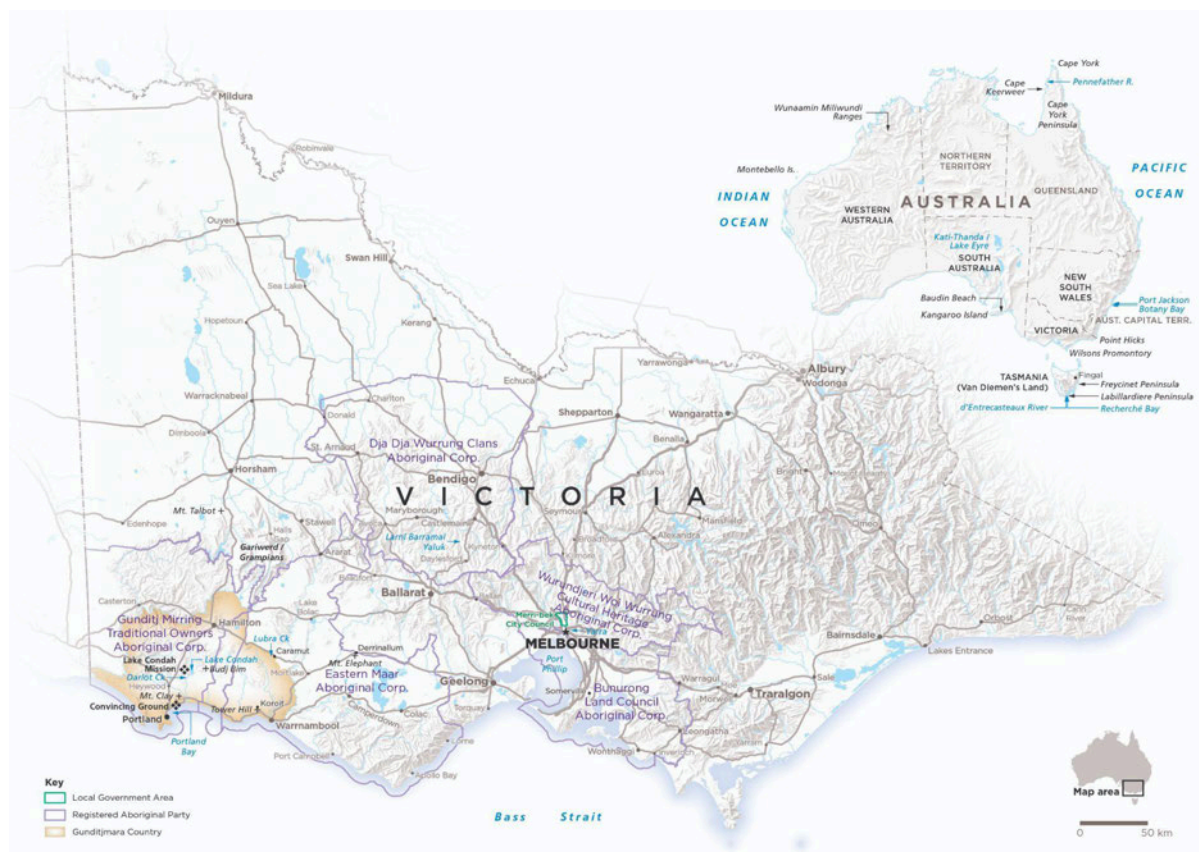 Mildura
Robinvale
Ouyen
Swan Hill
Sea Lake
Hopetoun
Kerang
Yarrawonga
Echuca
Albury
Wodonga
Warracknabeal
Charlton
Donald
Shepparton
Wangaratta
Dimboola
St. Arnaud
Dja Dja Wurrung Clans
Aboriginal Corp.
Benalla
Horsham
Bendigo
Euroa
Bright
VICTORIA
Mt. Talbot
Edenhope
Stawell
Halls
Gap
Maryborough
Castlemaine
Seymour
Mansfield
Omeo
Larni Barramal
Yaluk
Kyneton
Alexandra
Gariwerd /
Grampians
Ararat
Daylesford
Beaufort
Ballarat
Wurundjeri Woi Wurrung
Cultural Heritage
Aboriginal Corp.
Casterton
Lake
Bolac
Merri-bek
City Council
Yarra
MELBOURNE
Orbost
Cann
River
Gunditj Mirring
Traditional Owners
Aboriginal Corp.
Hamilton
Bairnsdale
Lakes Entrance
Lubra Ck
Caramut
Derrinallum
Lake Condah
Mission
Lake Condah
Budj Bim
Darlot Ck
Mt. Elephant
Eastern Maar
Aboriginal Corp.
Port
Phillip
Geelong
Mortlake
Heywood
Mt. Clay
Convincing Ground
Portland
Tower Hill
Koroit
Warrnambool
Camperdown
Colac
Torquay
Somerville
Bunurong
Land Council
Aboriginal Corp.
Warragul
Sale
Traralgon
Leongatha
Wonthaggi
Portland
Bay
Port Campbell
Lorne
Apollo Bay
Bass Strait
Key
Local Government Area
Registered Aboriginal Party
Gunditjmara Country
Cape York
Pennefather R.
Cape
Keerweer
Cape
York
Peninsula
Wunaamin Miliwundi
Ranges
NORTHERN
TERRITORY
Montebello Is.
PACIFIC
OCEAN
INDIAN
OCEAN
QUEENSLAND
AUSTRALIA
WESTERN
AUSTRALIA
Kati-Thanda /
Lake Eyre
SOUTH
AUSTRALIA
NEW
SOUTH
WALES
Baudin Beach
Kangaroo Island
Port Jackson
Botany Bay
AUST. CAPITAL TERR.
VICTORIA
Point Hicks
Wilsons Promontory
TASMANIA
(Van Diemen's Land)
Fingal
Freycinet Peninsula
Labillardiere Peninsula
d'Entrecasteaux River
Recherché Bay
Map area
0 50 km